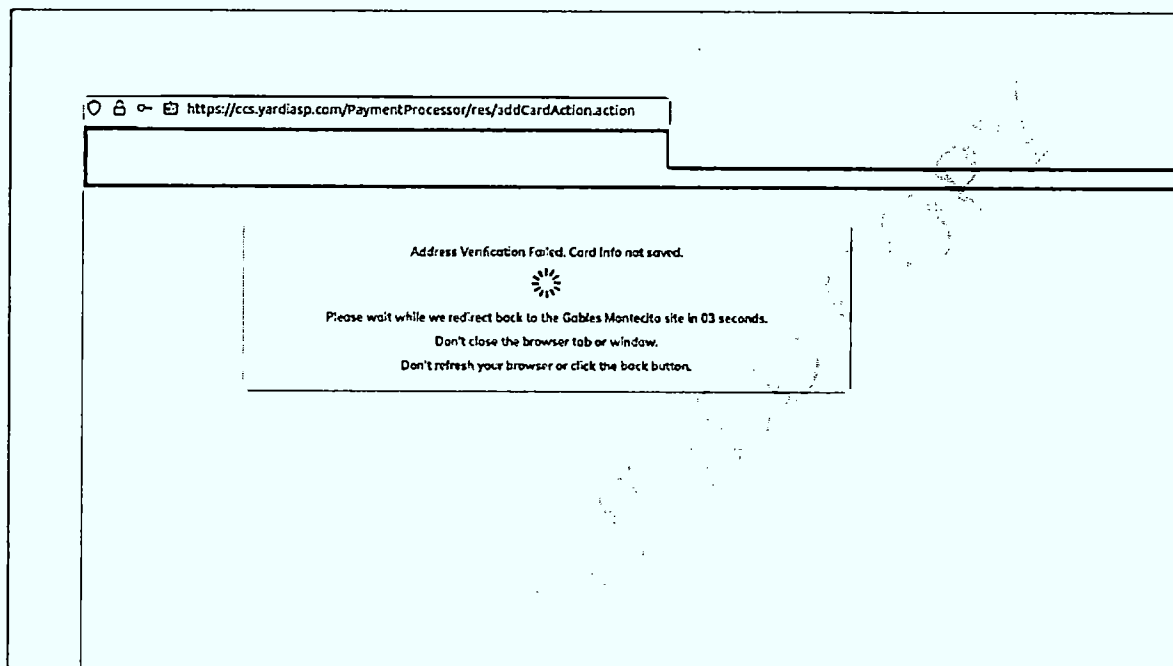 https://ccs.yardiasp.com/PaymentProcessor/res/addCardAction.action
Address Verification Failed. Card Info not saved.
Please wait while we redirect back to the Gables Montecito site in 03 seconds.
Don't close the browser tab or window.
Don't refresh your browser or click the back button.